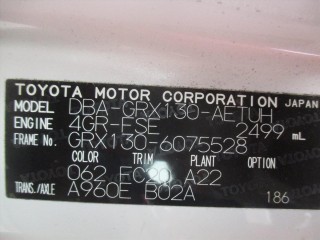 TOYOTA MOTOR CORPORATION JAPAN
MODEL DBA-GRX130-AETUH
ENGINE 4GR-FSE 2499 mL
FRAME No. GRX130-6075528
COLOR TRIM PLANT OPTION
062 FC20 A22
TRANS./AXLE A960E B02A
186